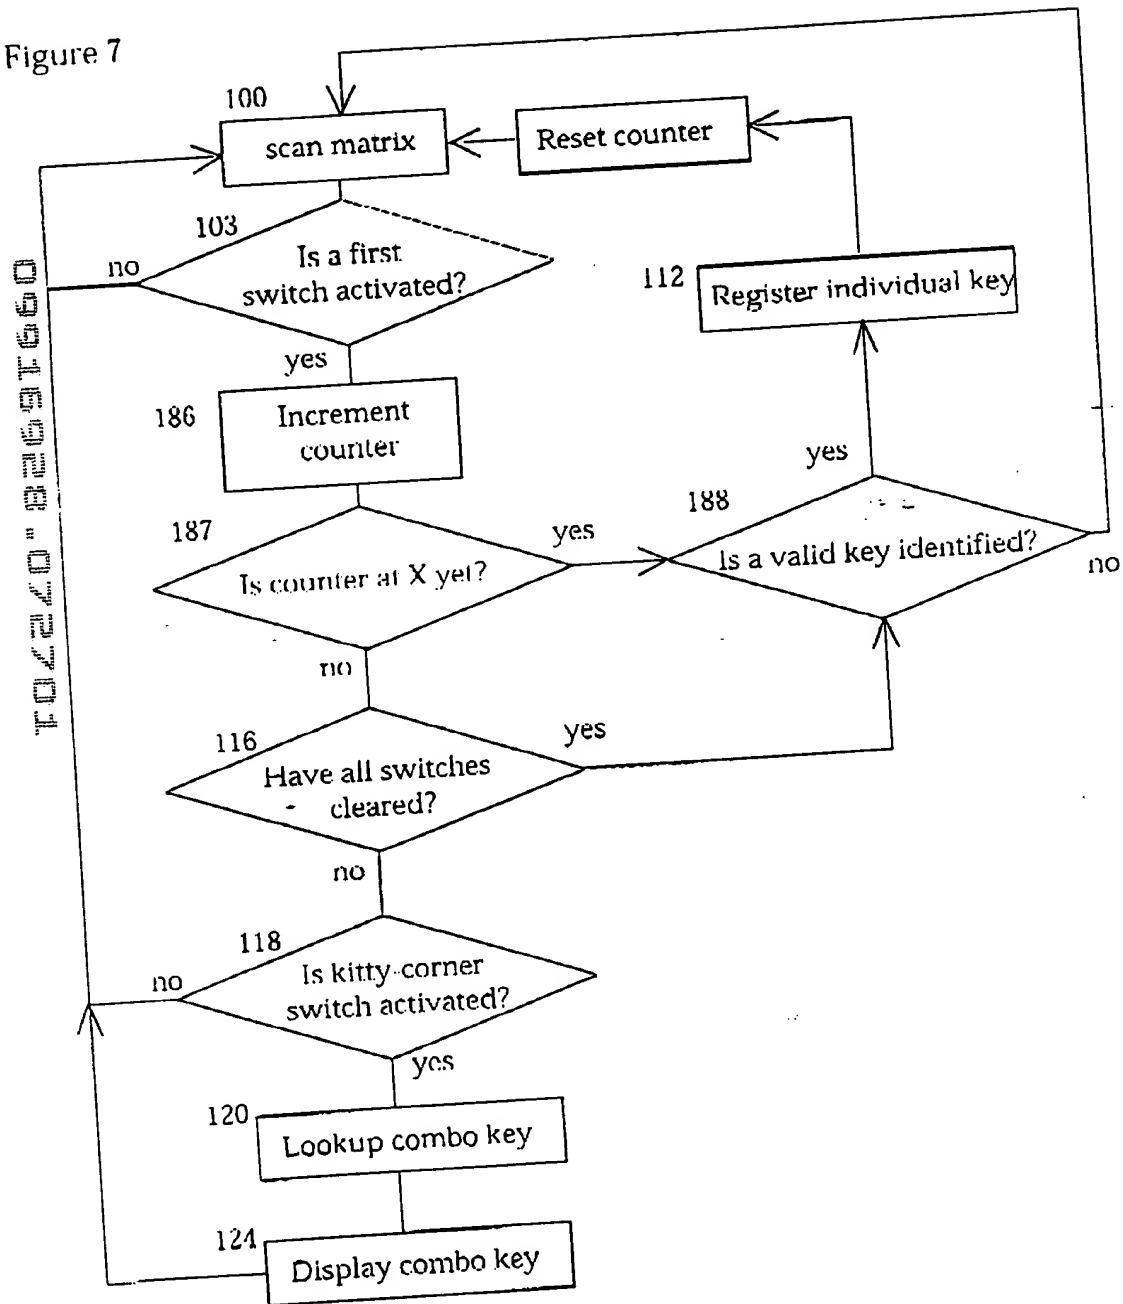 Figure 7
100
scan matrix
Reset counter
103
Is a first
switch activated?
no
yes
112
Register individual key
186
Increment
counter
yes
187
Is counter at X yet?
yes
188
Is a valid key identified?
no
no
116
Have all switches
cleared?
yes
no
118
Is kitty-corner
switch activated?
no
yes
120
Lookup combo key
124
Display combo key
09916928.072701